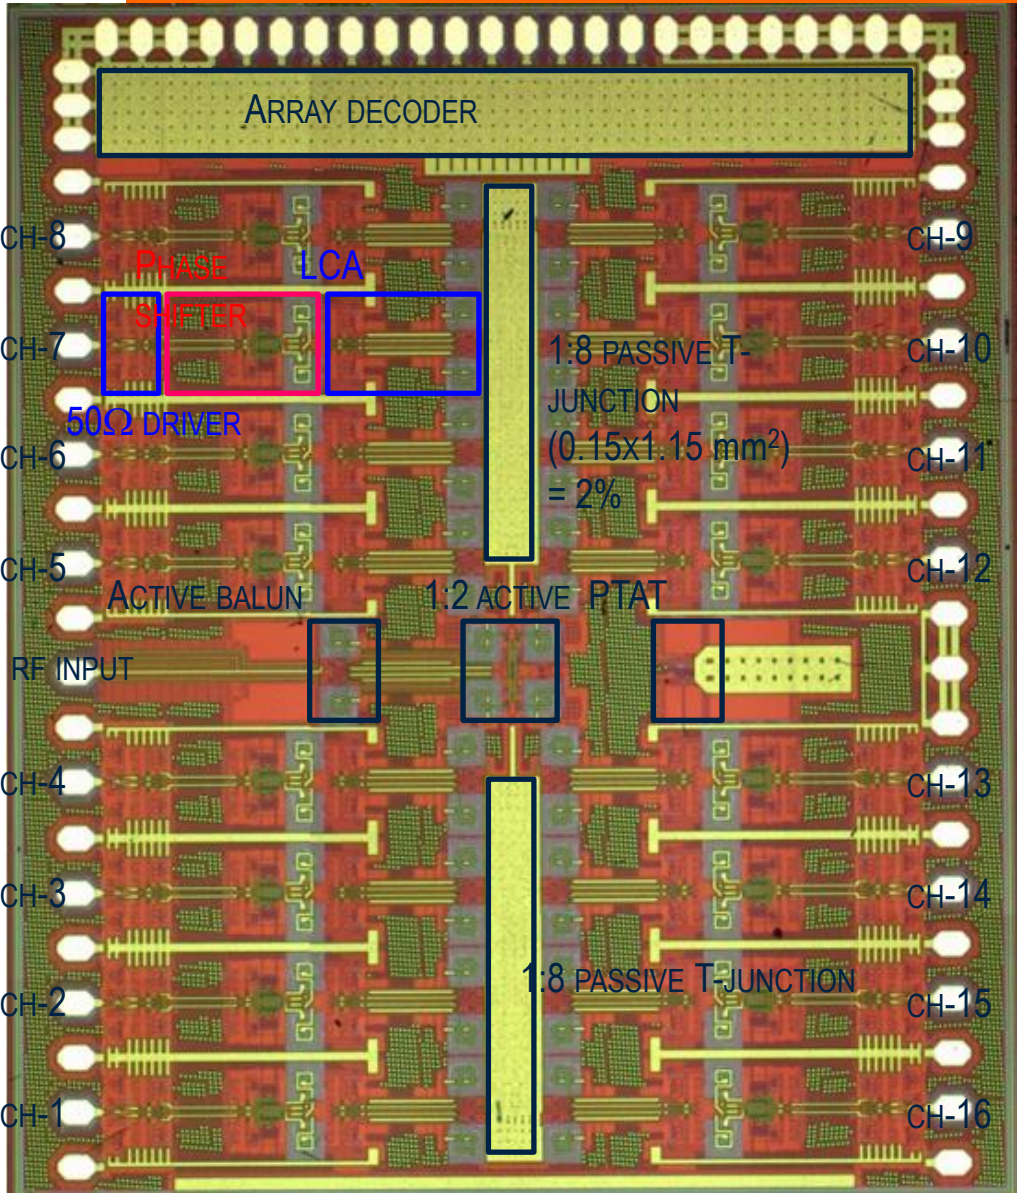 ARRAY DECODER
CH-8
CH-9
PHASE
SHIFTER
LCA
CH-7
CH-10
1:8 PASSIVE T-
JUNCTION
(0.15x1.15 mm²)
= 2%
50Ω DRIVER
CH-6
CH-11
CH-5
CH-12
ACTIVE BALUN
1:2 ACTIVE
PTAT
RF INPUT
CH-4
CH-13
CH-3
CH-14
1:8 PASSIVE T-JUNCTION
CH-2
CH-15
CH-1
CH-16